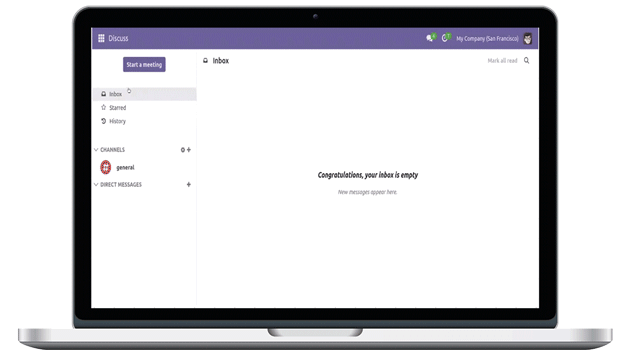 Discuss
My Company (San Francisco)
Start a meeting
Inbox
Mark all read
Inbox
Starred
History
CHANNELS
general
DIRECT MESSAGES
Congratulations, your inbox is empty
New messages appear here.